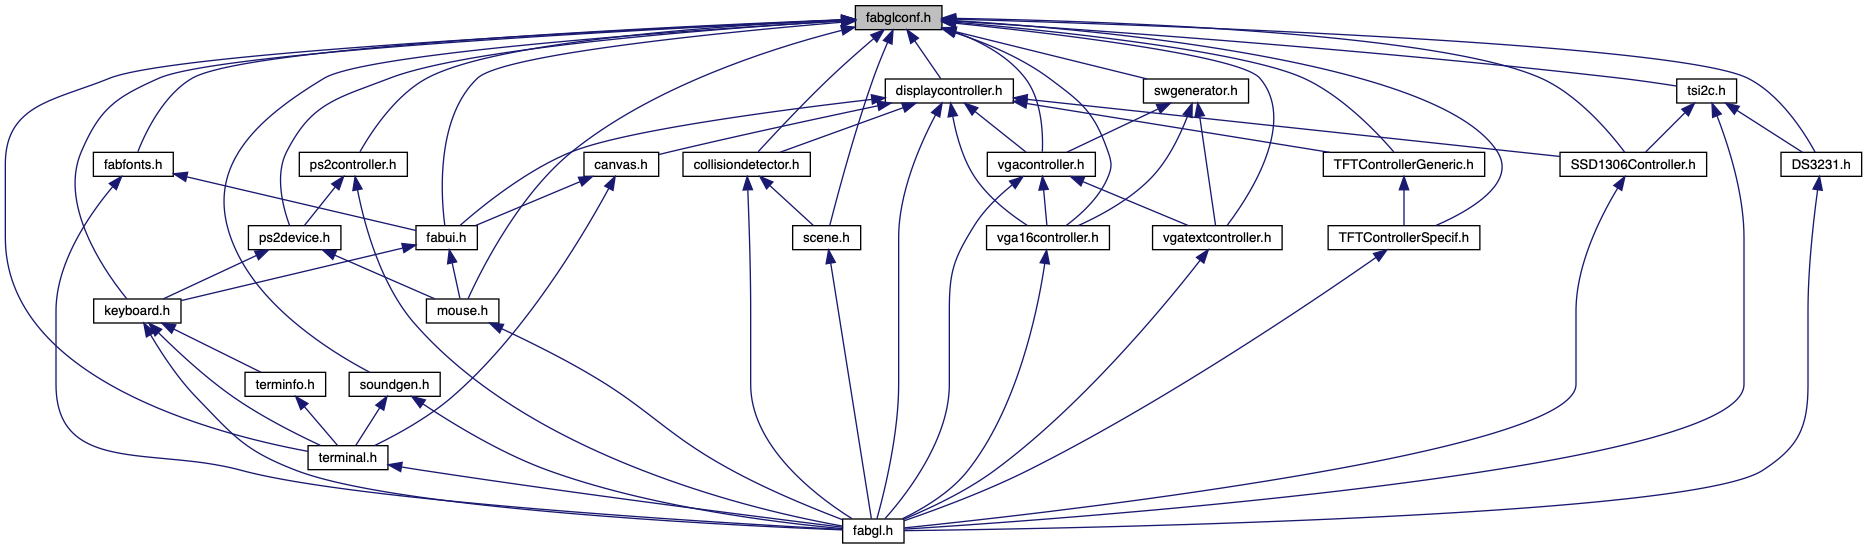 fabglconf.h
displaycontroller.h
swgenerator.h
tsi2c.h
fabfonts.h
ps2controller.h
canvas.h
collisiondetector.h
vgacontroller.h
TFTControllerGeneric.h
SSD1306Controller.h
DS3231.h
ps2device.h
fabui.h
scene.h
vga16controller.h
vgatextcontroller.h
TFTControllerSpecif.h
keyboard.h
mouse.h
terminfo.h
soundgen.h
terminal.h
fabgl.h